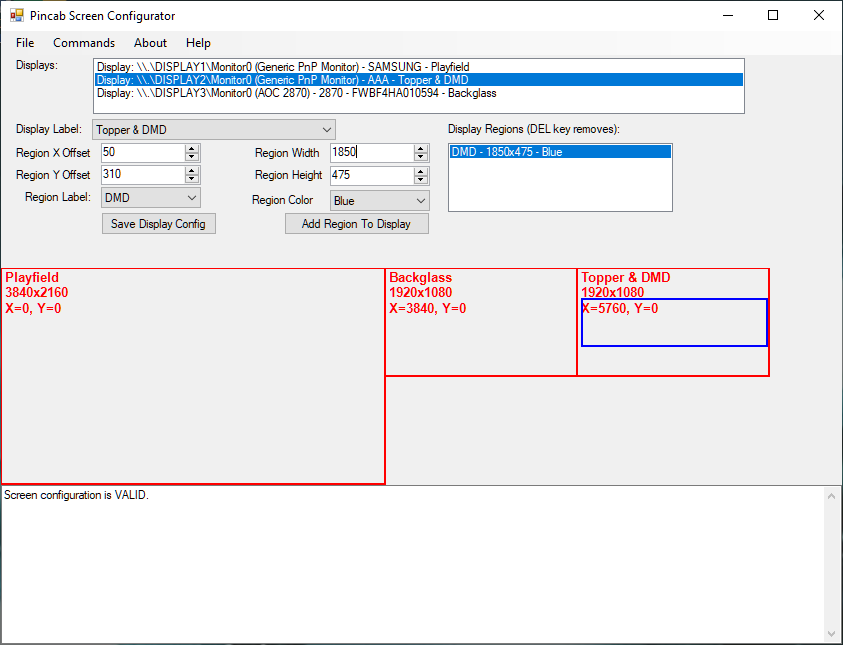 Pincab Screen Configurator
File Commands About Help
Displays:
Display: \\.\DISPLAY1\Monitor0 (Generic PnP Monitor) - SAMSUNG - Playfield
Display: \\.\DISPLAY2\Monitor0 (Generic PnP Monitor) - AAA - Topper & DMD
Display: \\.\DISPLAY3\Monitor0 (AOC 2870) - 2870 - FWBF4HA010594 - Backglass
Display Label: Topper & DMD
Display Regions (DEL key removes):
Region X Offset 50 Region Width 1850
DMD - 1850x475 - Blue
Region Y Offset 310 Region Height 475
Region Label: DMD Region Color Blue
Save Display Config Add Region To Display
Playfield
3840x2160
X=0, Y=0
Backglass
1920x1080
X=3840, Y=0
Topper & DMD
1920x1080
X=5760, Y=0
Screen configuration is VALID.